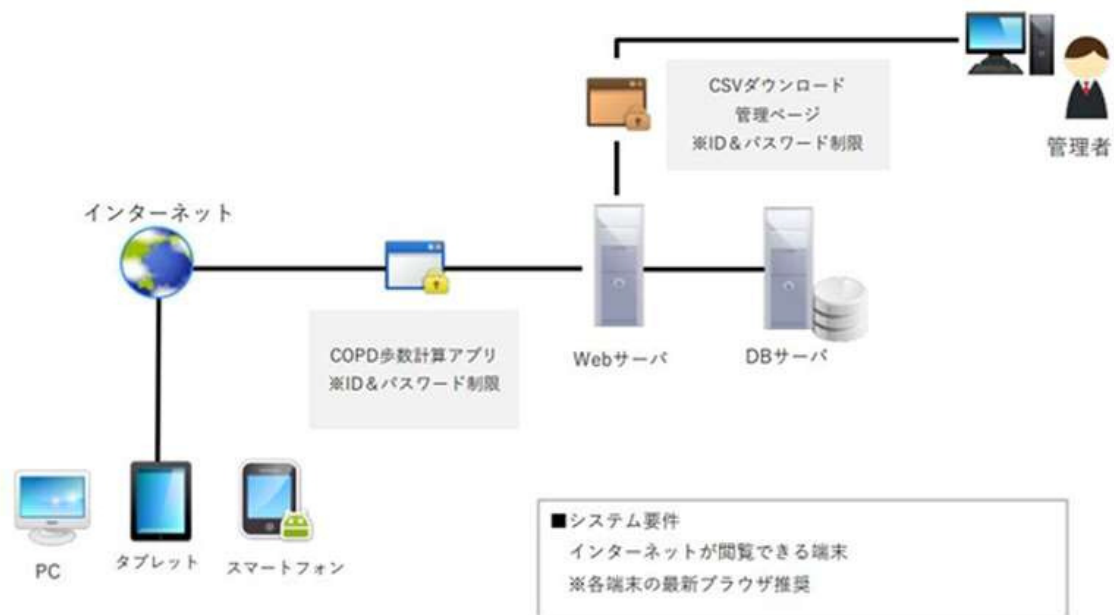 CSVダウンロード
管理ページ
※ID＆パスワード制限
管理者
インターネット
COPD歩数計算アプリ
※ID＆パスワード制限
Webサーバ
DBサーバ
PC
タブレット
スマートフォン
■システム要件
インターネットが閲覧できる端末
※各端末の最新ブラウザ推奨